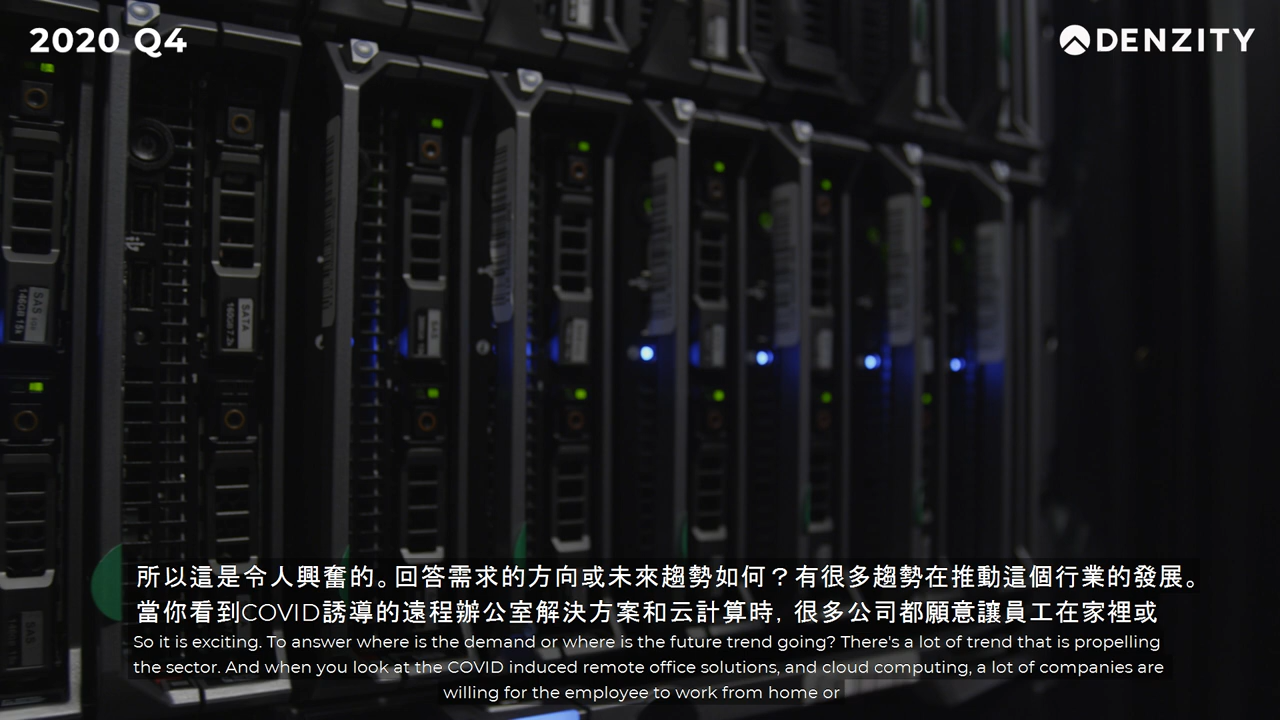 2020 Q4
DENZITY
SAS
146GB 15k
SATA
160GB 7.2k
所以這是令人興奮的。回答需求的方向或未來趨勢如何？有很多趨勢在推動這個行業的發展。
當你看到COVID誘導的遠程辦公室解決方案和云計算時，很多公司都願意讓員工在家裡或
So it is exciting. To answer where is the demand or where is the future trend going? There's a lot of trend that is propelling
the sector. And when you look at the COVID induced remote office solutions, and cloud computing, a lot of companies are
willing for the employee to work from home or